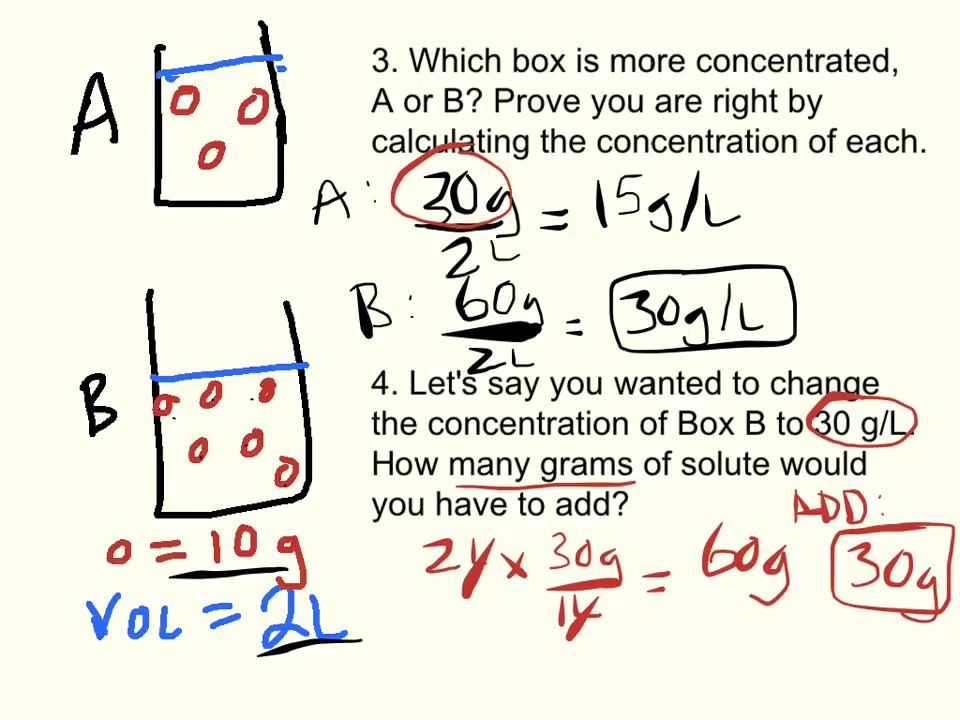 A
3. Which box is more concentrated,
A or B? Prove you are right by
calculating the concentration of each.
A: 30g/2L = 15g/L
B: 60g/2L = 30g/L
B
4. Let's say you wanted to change
the concentration of Box B to 30 g/L.
How many grams of solute would
you have to add?
ADD:
2L x 30g/1L = 60g 30g
o = 10g
VOL = 2L